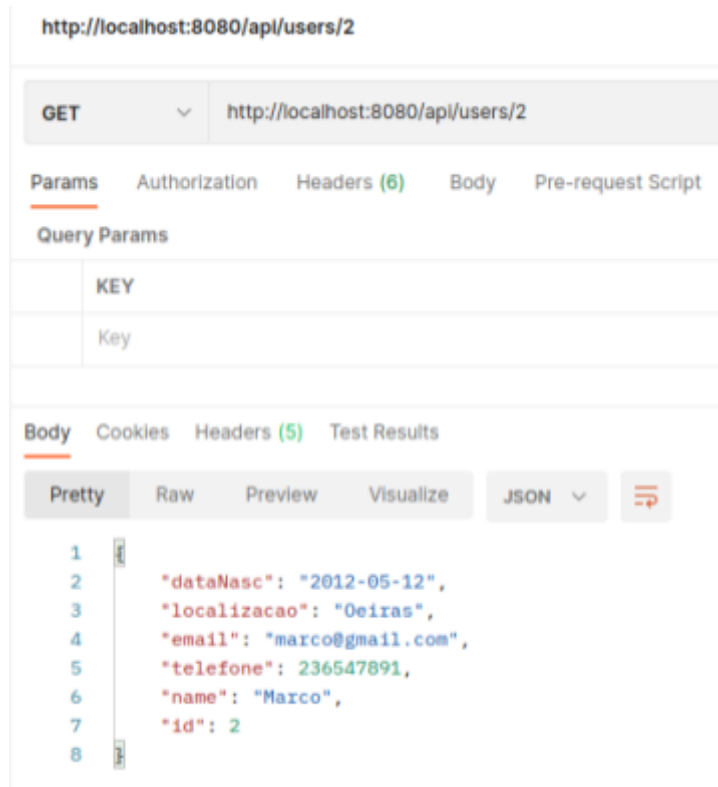 http://localhost:8080/api/users/2
GET http://localhost:8080/api/users/2
Params Authorization Headers (6) Body Pre-request Script
Query Params
KEY
Key
Body Cookies Headers (5) Test Results
Pretty Raw Preview Visualize JSON
1 {
2 "dataNasc": "2012-05-12",
3 "localizacao": "Oeiras",
4 "email": "marco@gmail.com",
5 "telefone": 236547891,
6 "name": "Marco",
7 "id": 2
8 }